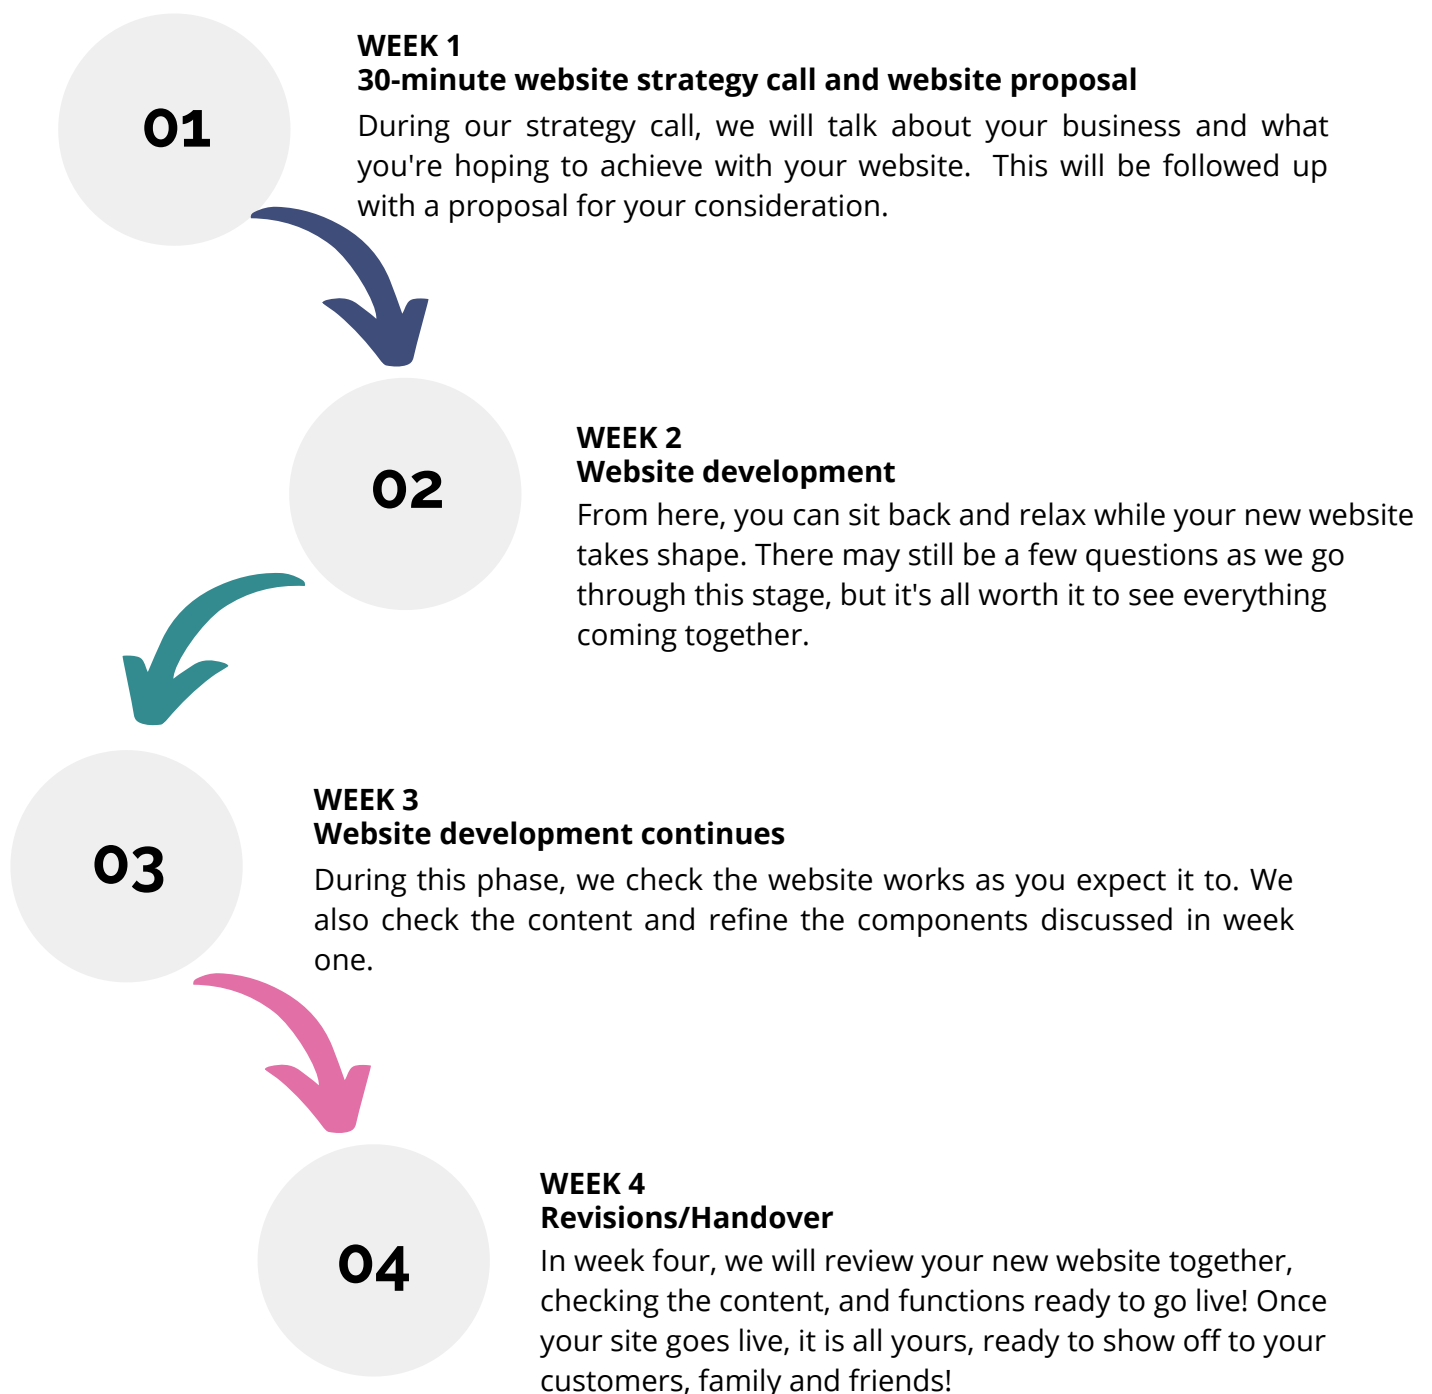 01
WEEK 1
30-minute website strategy call and website proposal
During our strategy call, we will talk about your business and what
you're hoping to achieve with your website. This will be followed up
with a proposal for your consideration.
02
WEEK 2
Website development
From here, you can sit back and relax while your new website
takes shape. There may still be a few questions as we go
through this stage, but it's all worth it to see everything
coming together.
03
WEEK 3
Website development continues
During this phase, we check the website works as you expect it to. We
also check the content and refine the components discussed in week
one.
04
WEEK 4
Revisions/Handover
In week four, we will review your new website together,
checking the content, and functions ready to go live! Once
your site goes live, it is all yours, ready to show off to your
customers, family and friends!